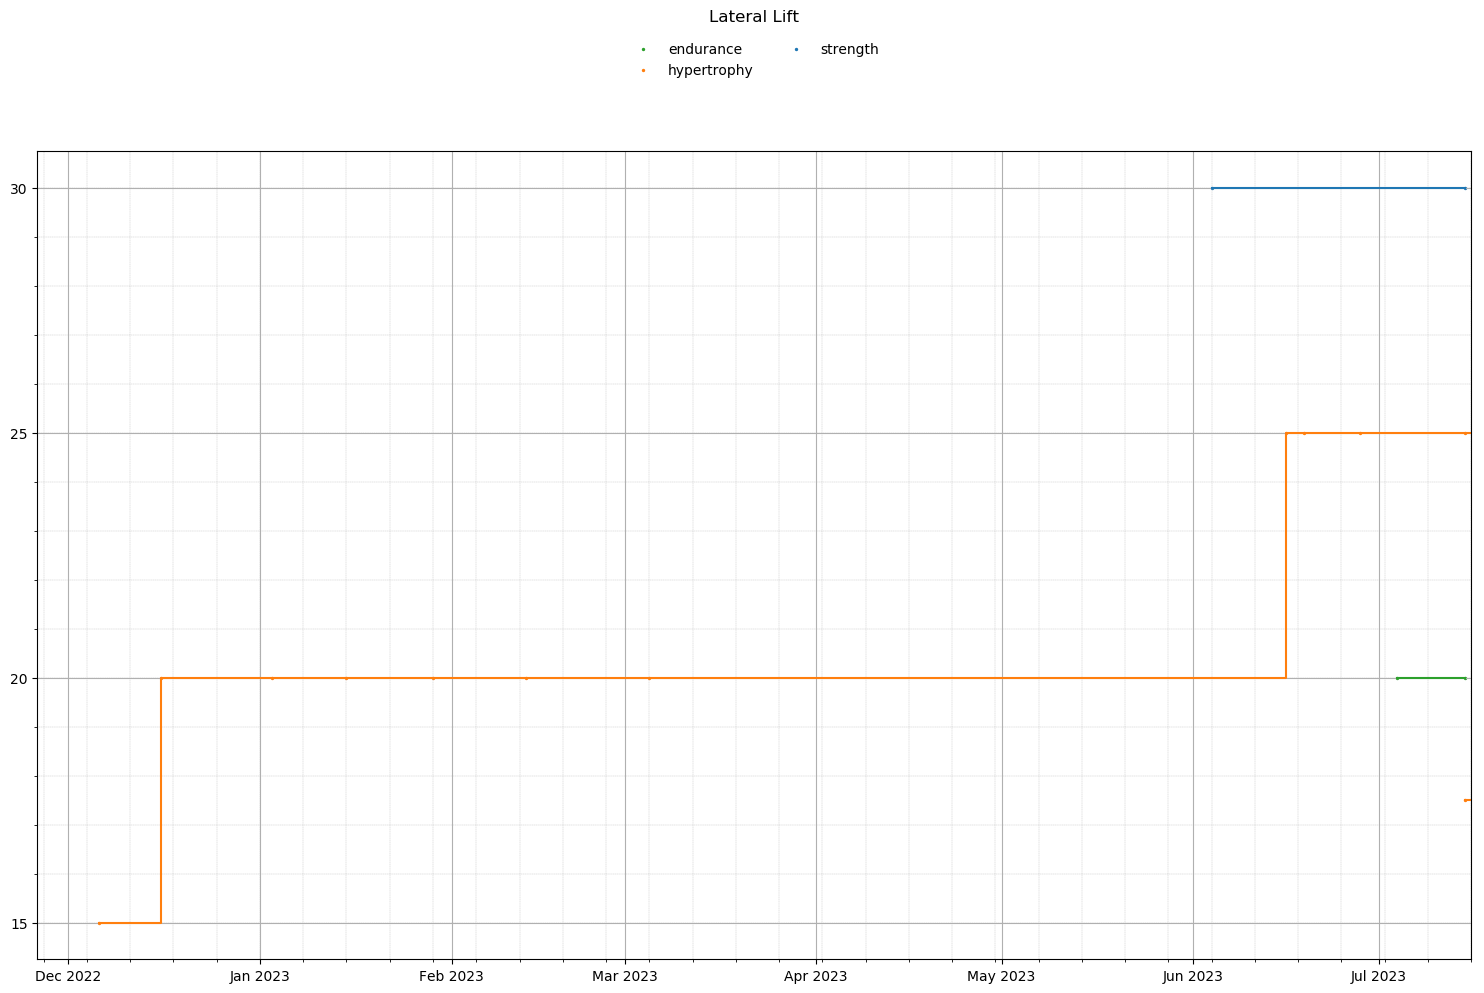 Lateral Lift
endurance
hypertrophy
strength
30
25
20
15
Dec 2022
Jan 2023
Feb 2023
Mar 2023
Apr 2023
May 2023
Jun 2023
Jul 2023